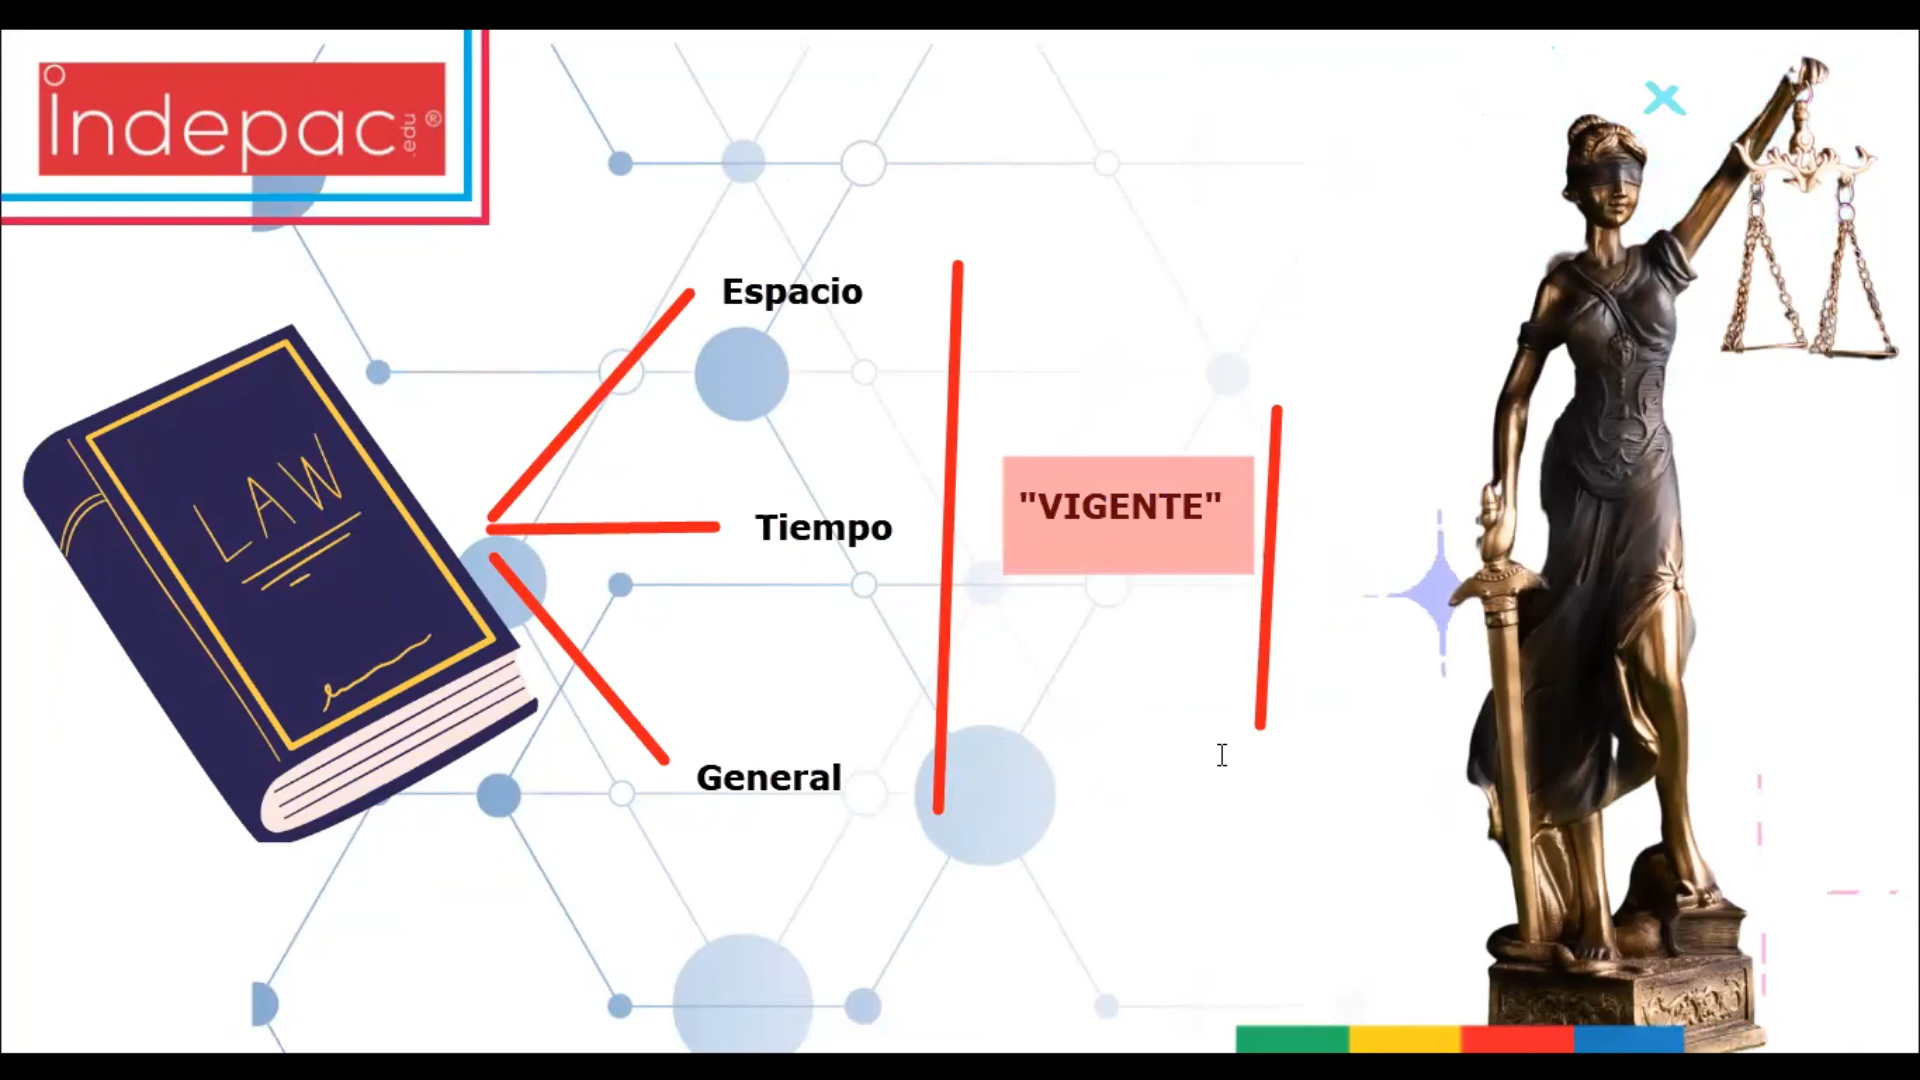 indepac .edu ®
Espacio
LAW
"VIGENTE"
Tiempo
General